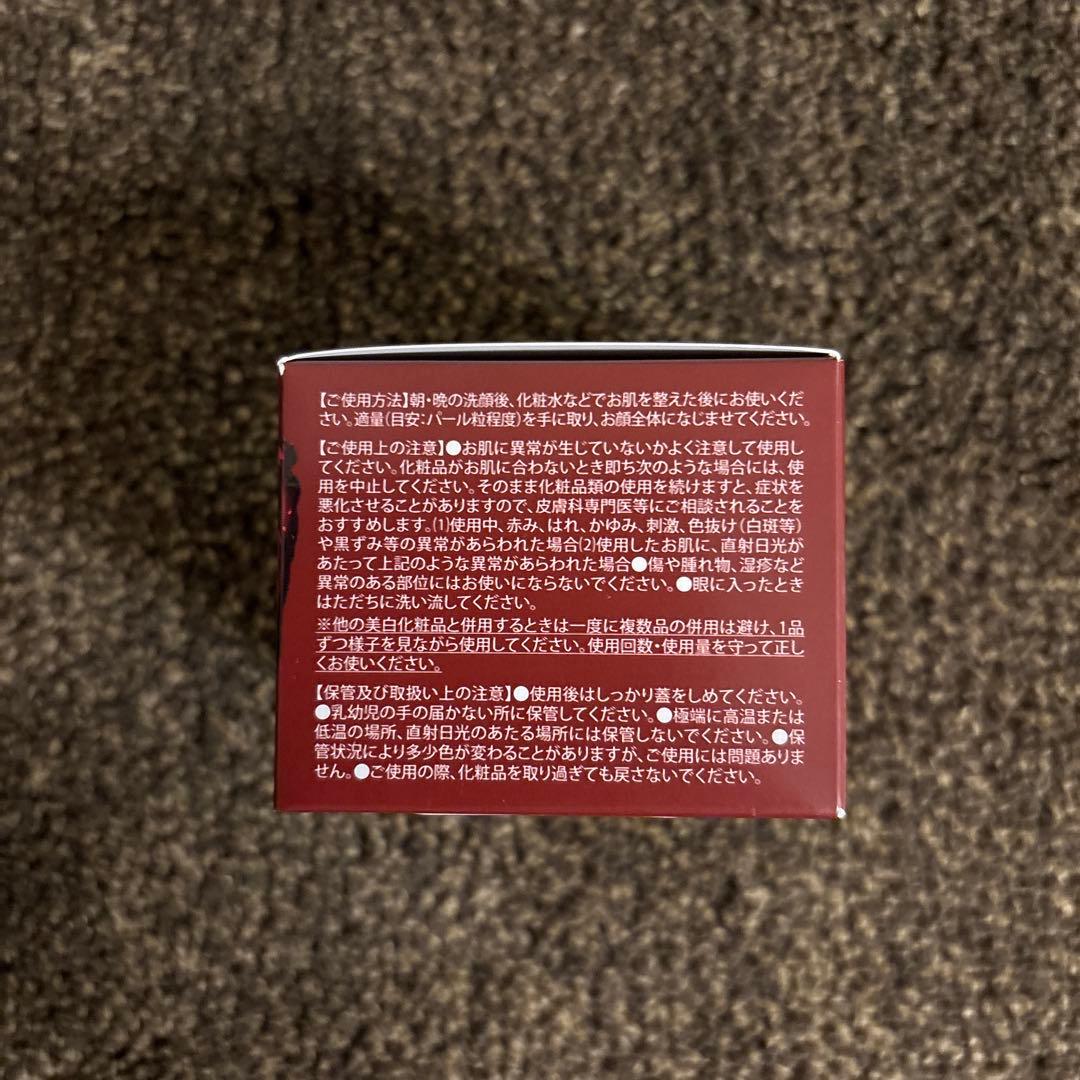 【ご使用方法】朝・晩の洗顔後、化粧水などでお肌を整えた後にお使いくだ
さい。適量(目安:パール粒程度)を手に取り、お顔全体になじませてください。
【ご使用上の注意】●お肌に異常が生じていないかよく注意して使用し
てください。化粧品がお肌に合わないとき即ち次のような場合には、使
用を中止してください。そのまま化粧品類の使用を続けますと、症状を
悪化させることがありますので、皮膚科専門医等にご相談されることを
おすすめします。(1)使用中、赤み、はれ、かゆみ、刺激、色抜け(白斑等)
や黒ずみ等の異常があらわれた場合(2)使用したお肌に、直射日光が
あたって上記のような異常があらわれた場合●傷や腫れ物、湿疹など
異常のある部位にはお使いにならないでください。●眼に入ったとき
はただちに洗い流してください。
※他の美白化粧品と併用するときは一度に複数品の併用は避け、1品
ずつ様子を見ながら使用してください。使用回数・使用量を守って正し
くお使いください。
【保管及び取扱い上の注意】●使用後はしっかり蓋をしめてください。
●乳幼児の手の届かない所に保管してください。●極端に高温または
低温の場所、直射日光のあたる場所には保管しないでください。●保
管状況により多少色が変わることがありますが、ご使用には問題ありま
せん。●ご使用の際、化粧品を取り過ぎても戻さないでください。